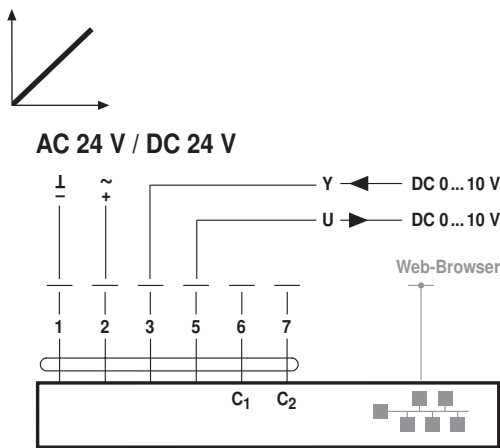 AC 24 V / DC 24 V
⊥ ~
– +
Y DC 0 ... 10 V
U DC 0 ... 10 V
Web-Browser
1 2 3 5 6 7
C1 C2